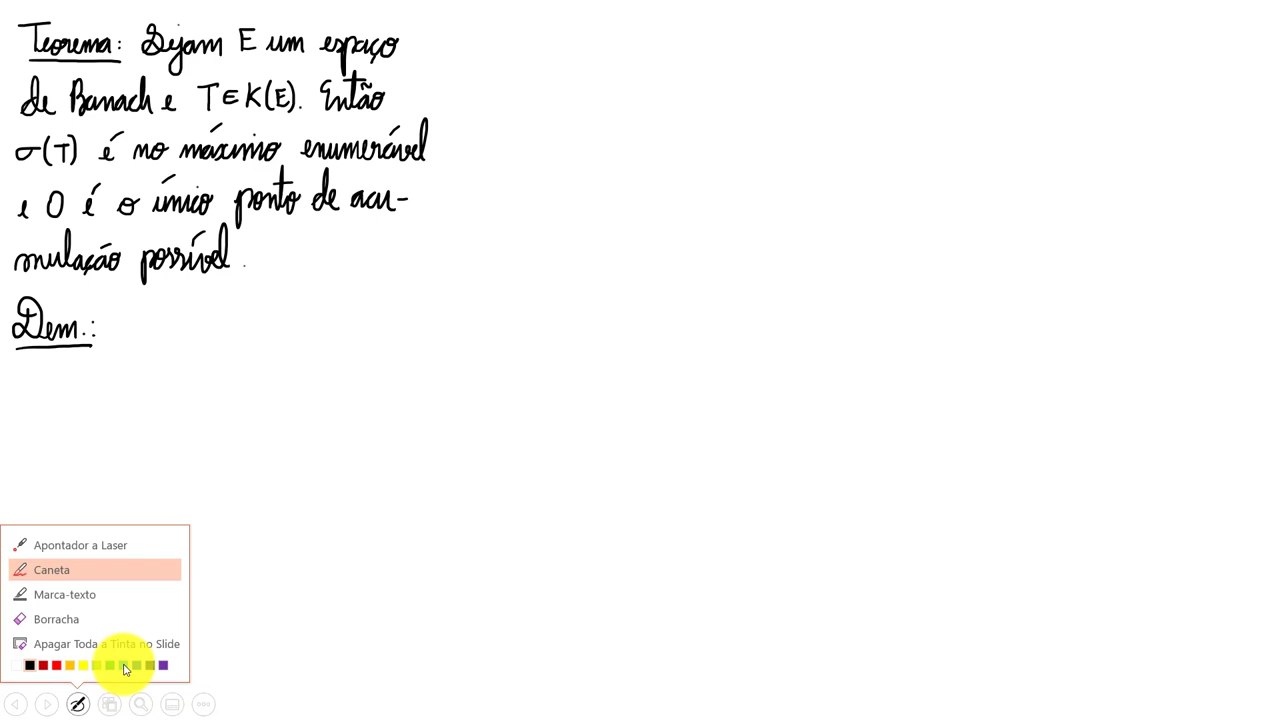 Teorema: Sejam E um espaço
de Banach e T∈K(E). Então
σ(T) é no máximo enumerável
e 0 é o único ponto de acu-
mulação possível.
Dem.:
Apontador a Laser
Caneta
Marca-texto
Borracha
Apagar Toda a Tinta no Slide